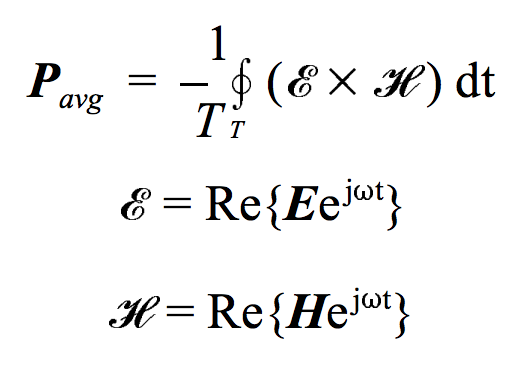 𝑷_avg = 1/T ∮_T (ℰ × ℋ) dt
ℰ = Re{𝑬e^jωt}
ℋ = Re{𝑯e^jωt}